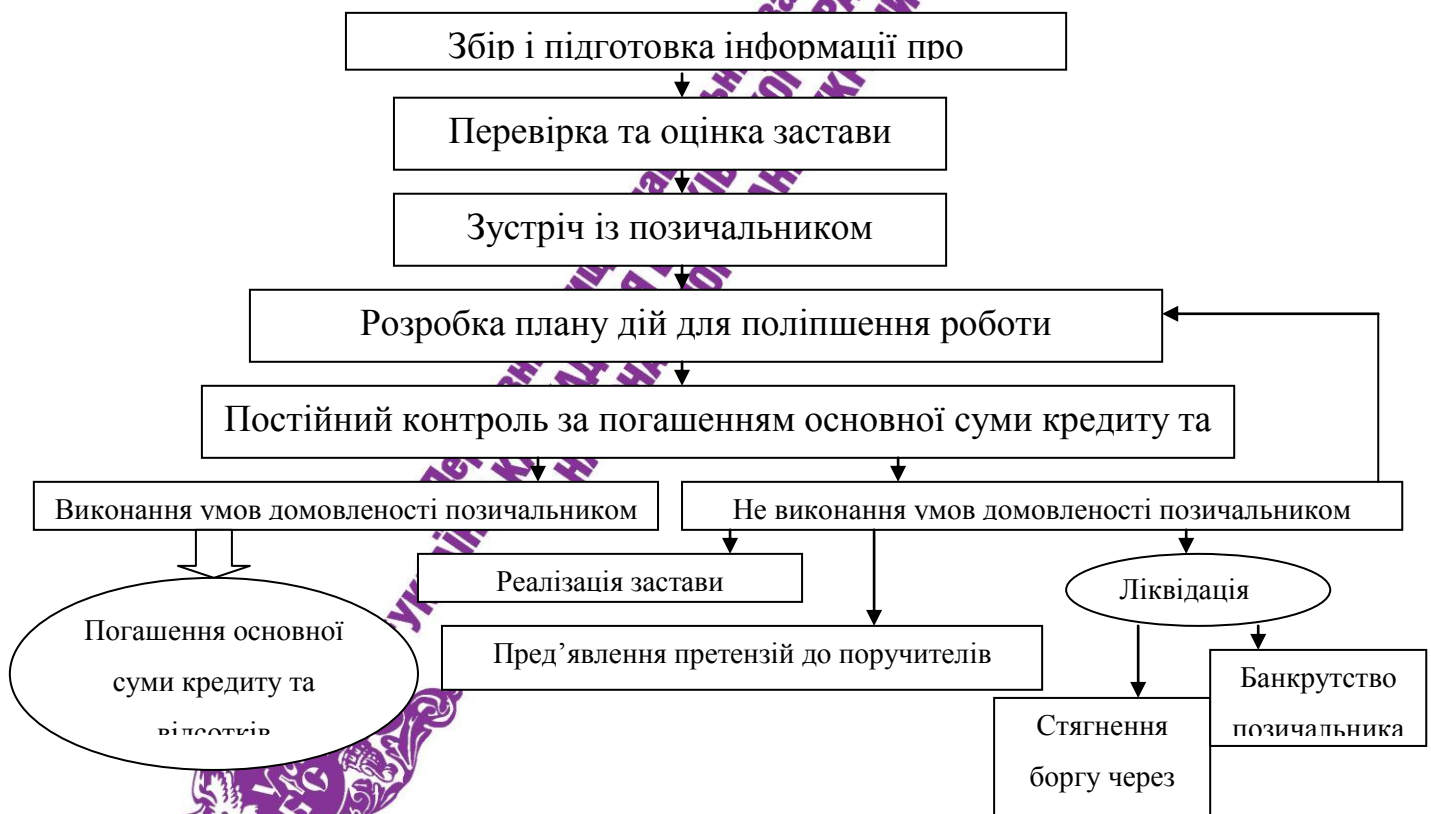 Збір і підготовка інформації про
Перевірка та оцінка застави
Зустріч із позичальником
Розробка плану дій для поліпшення роботи
Постійний контроль за погашенням основної суми кредиту та
Виконання умов домовленості позичальником
Не виконання умов домовленості позичальником
Реалізація застави
Ліквідація
Погашення основної
суми кредиту та
відсотків
Пред’явлення претензій до поручителів
Банкрутство
позичальника
Стягнення
боргу через